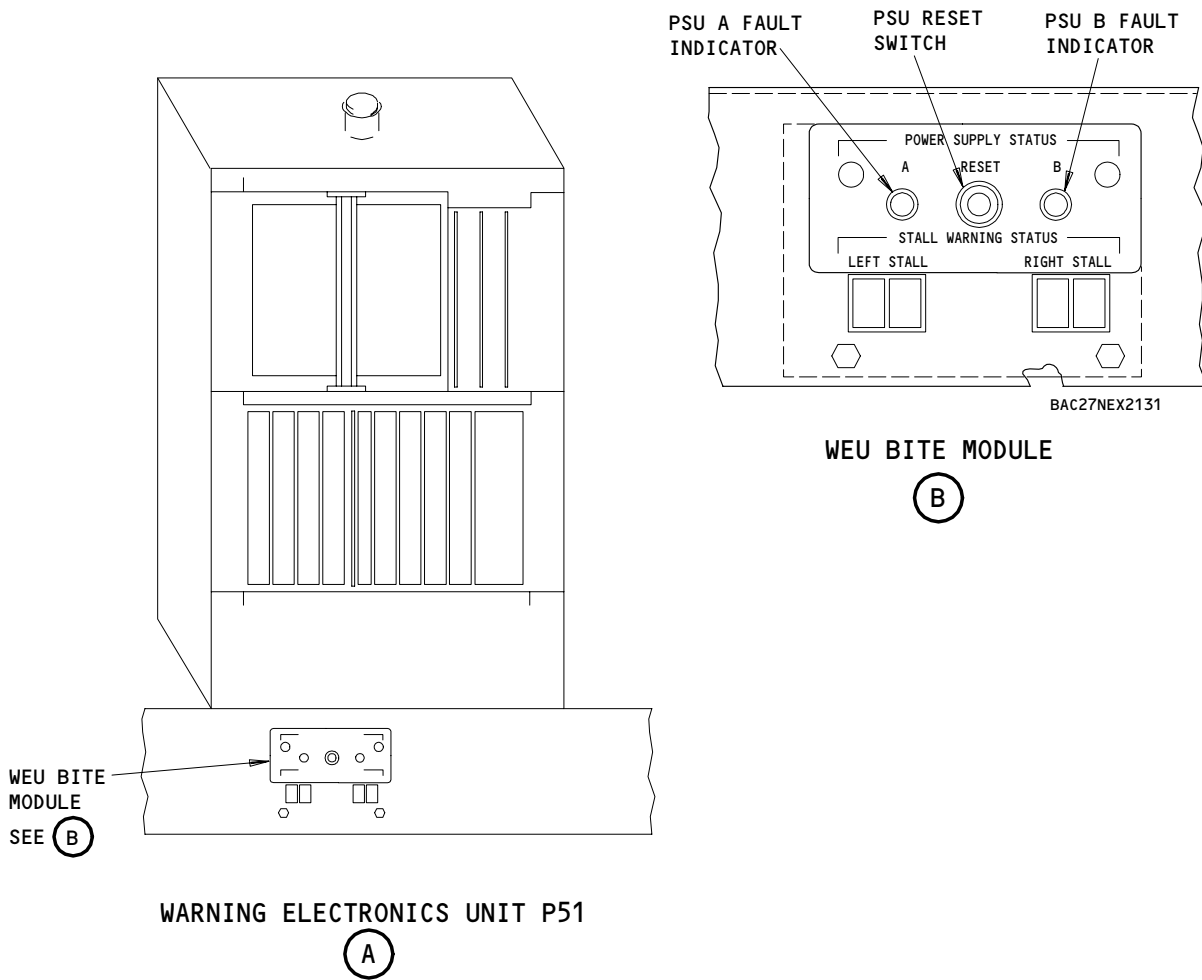 PSU A FAULT
INDICATOR
PSU RESET
SWITCH
PSU B FAULT
INDICATOR
POWER SUPPLY STATUS
A
RESET
B
STALL WARNING STATUS
LEFT STALL
RIGHT STALL
BAC27NEX2131
WEU BITE MODULE
B
WEU BITE
MODULE
SEE B
WARNING ELECTRONICS UNIT P51
A